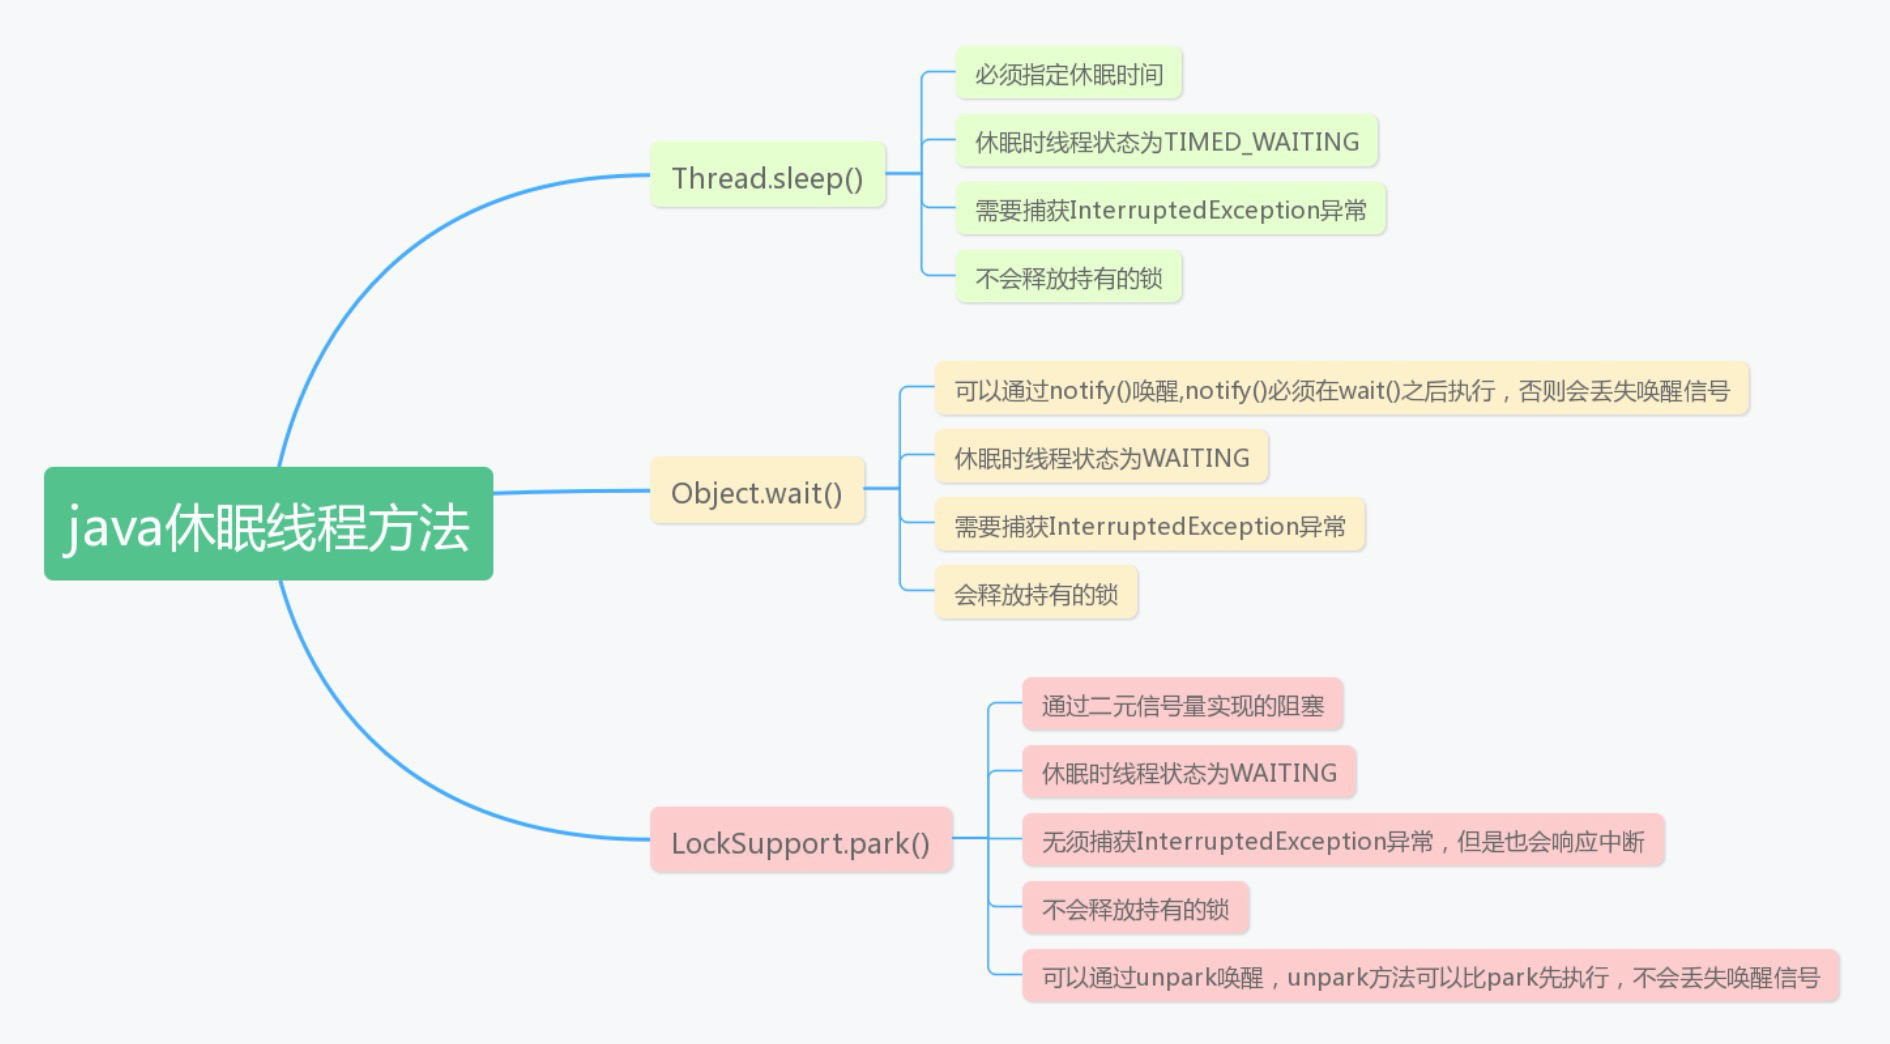 java休眠线程方法
Thread.sleep()
必须指定休眠时间
休眠时线程状态为TIMED_WAITING
需要捕获InterruptedException异常
不会释放持有的锁
Object.wait()
可以通过notify()唤醒,notify()必须在wait()之后执行，否则会丢失唤醒信号
休眠时线程状态为WAITING
需要捕获InterruptedException异常
会释放持有的锁
LockSupport.park()
通过二元信号量实现的阻塞
休眠时线程状态为WAITING
无须捕获InterruptedException异常，但是也会响应中断
不会释放持有的锁
可以通过unpark唤醒，unpark方法可以比park先执行，不会丢失唤醒信号